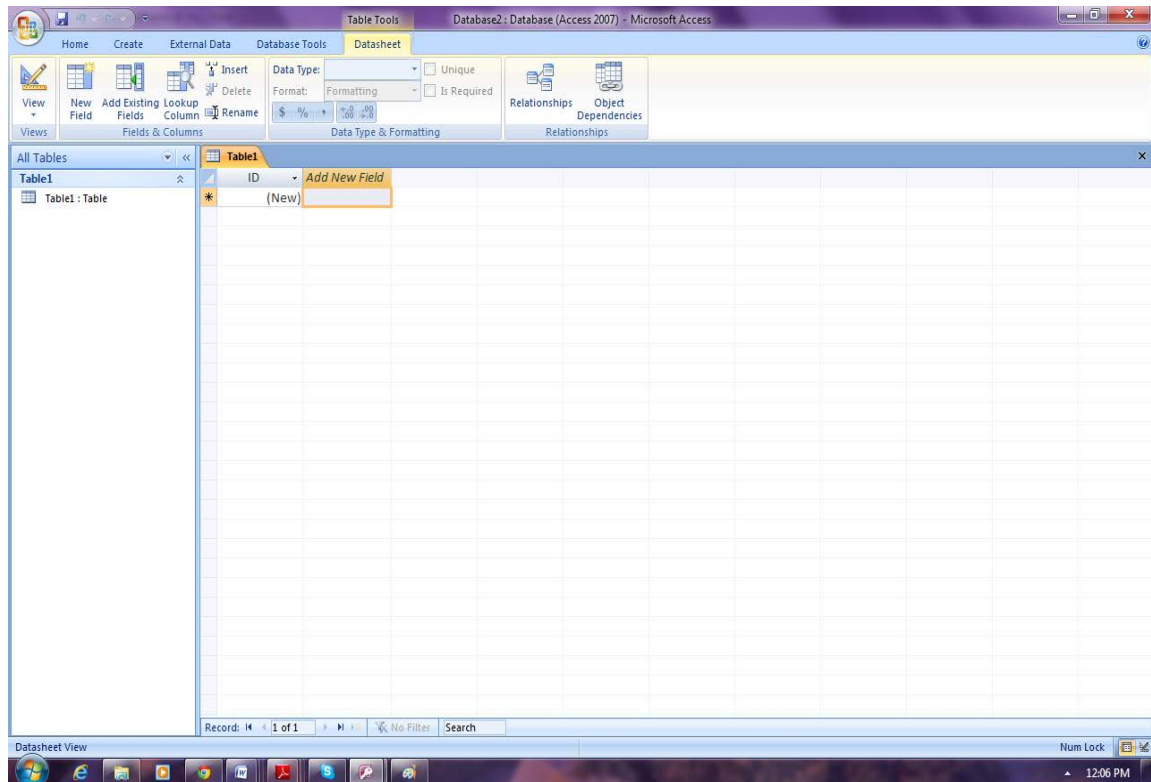 Table Tools
Database2 : Database (Access 2007) - Microsoft Access
Home Create External Data Database Tools Datasheet
View
New Field
Add Existing Fields
Lookup Column
Insert
Delete
Rename
Data Type:
Format: Formatting
$ % ,
Unique
Is Required
Relationships
Object Dependencies
Views Fields & Columns Data Type & Formatting Relationships
All Tables
Table1
Table1 : Table
Table1
ID Add New Field
(New)
Record: 1 of 1 No Filter Search
Datasheet View Num Lock
12:06 PM